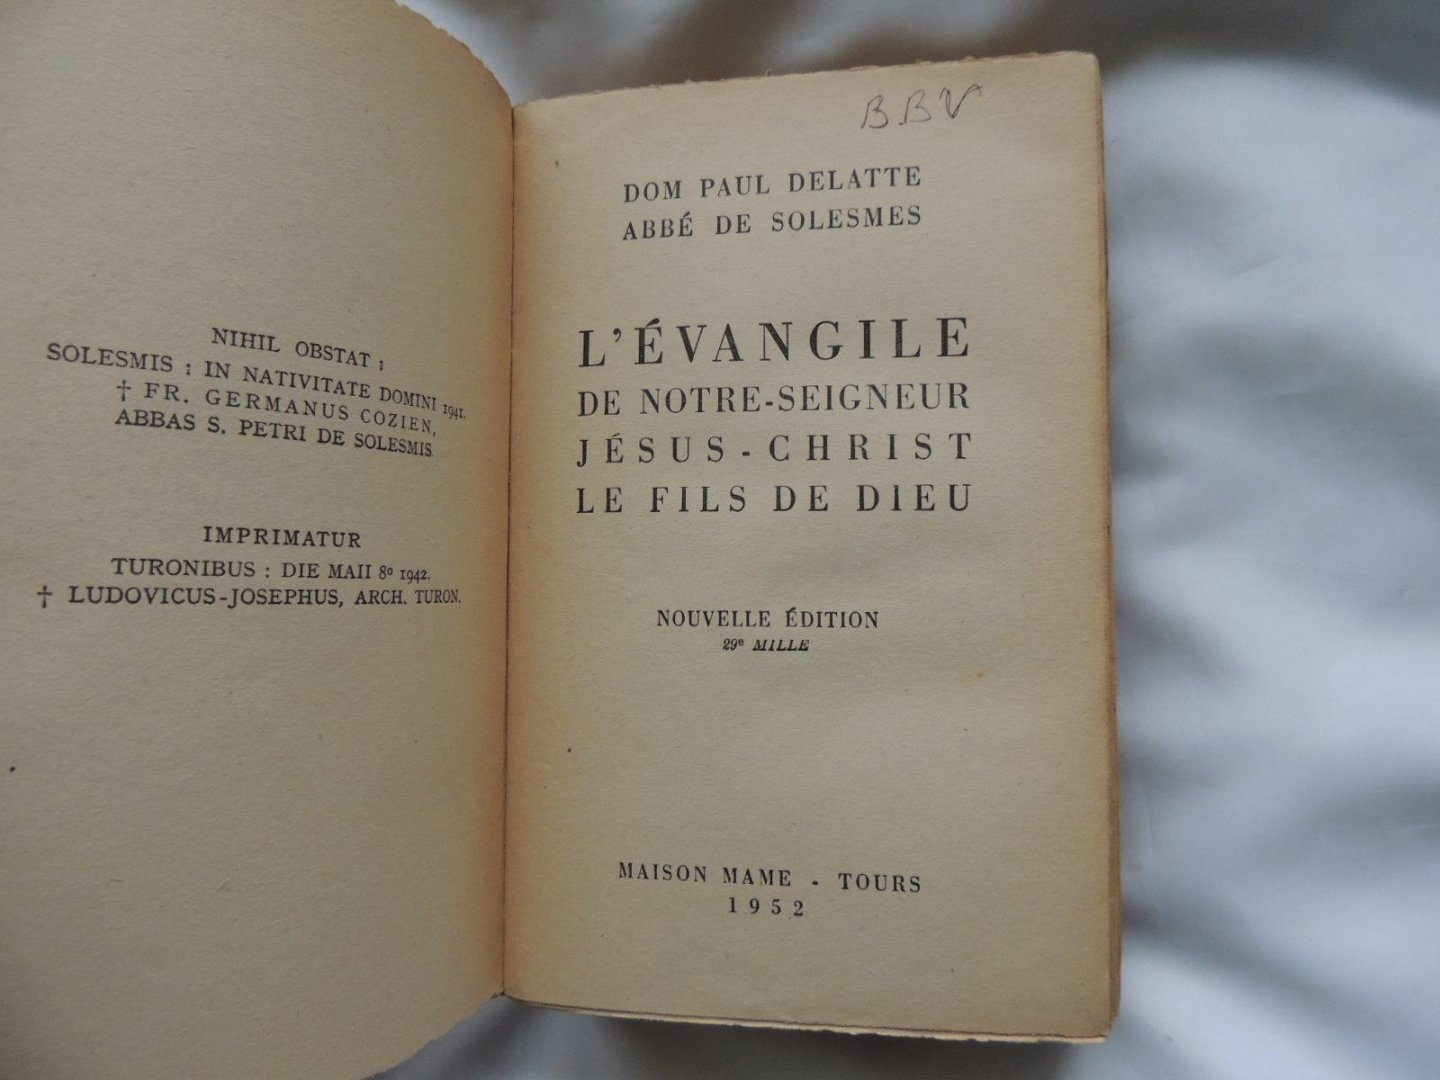 NIHIL OBSTAT :
SOLESMIS : IN NATIVITATE DOMINI 1941.
† FR. GERMANUS COZIEN,
ABBAS S. PETRI DE SOLESMIS.
IMPRIMATUR
TURONIBUS : DIE MAII 8º 1942.
† LUDOVICUS-JOSEPHUS, ARCH. TURON.
BBV
DOM PAUL DELATTE
ABBÉ DE SOLESMES
L'ÉVANGILE
DE NOTRE-SEIGNEUR
JÉSUS-CHRIST
LE FILS DE DIEU
NOUVELLE ÉDITION
29e MILLE
MAISON MAME - TOURS
1952